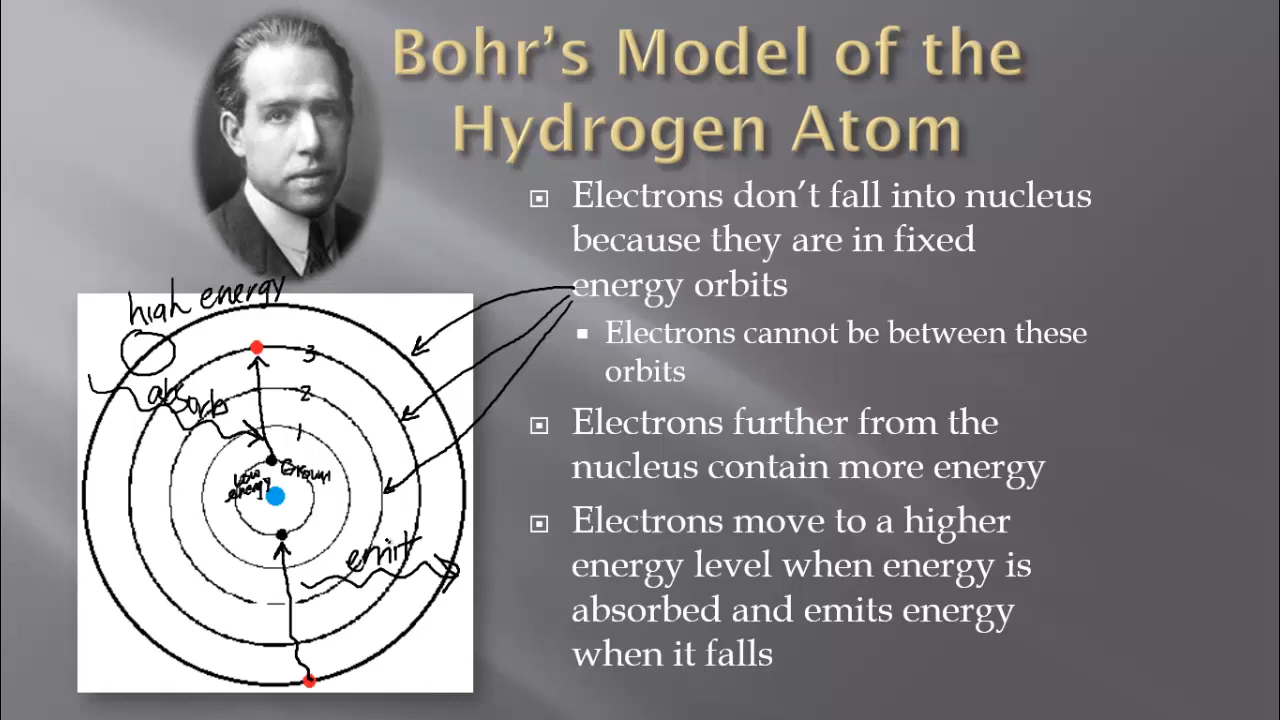 Bohr’s Model of the
Hydrogen Atom
Electrons don’t fall into nucleus
because they are in fixed
energy orbits
Electrons cannot be between these
orbits
Electrons further from the
nucleus contain more energy
Electrons move to a higher
energy level when energy is
absorbed and emits energy
when it falls
high energy
3
absorb
2
1
low
energy
emit